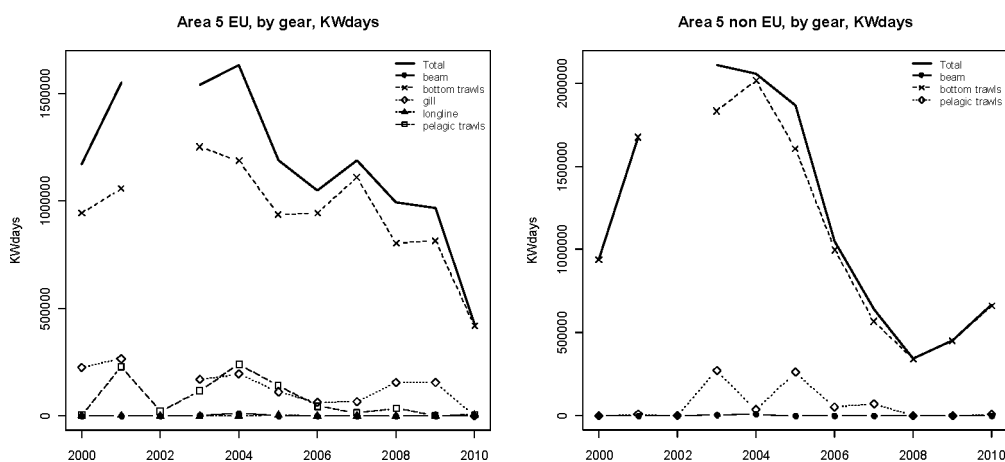 Area 5 EU, by gear, KWdays
KWdays
1500000
1000000
500000
0
Total
beam
bottom trawls
gill
longline
pelagic trawls
2000 2002 2004 2006 2008 2010
Area 5 non EU, by gear, KWdays
KWdays
2000000
1500000
1000000
500000
0
Total
beam
bottom trawls
pelagic trawls
2000 2002 2004 2006 2008 2010